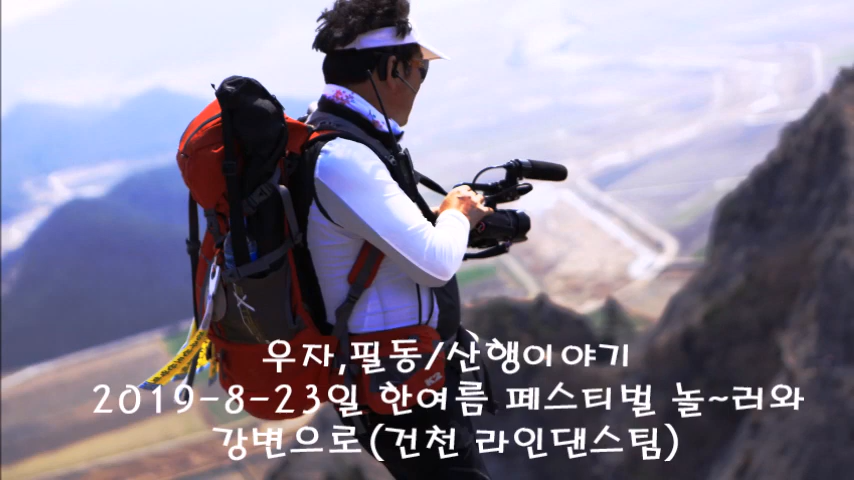 우자,필동/산행이야기
2019-8-23일 한여름 페스티벌 놀~러와
강변으로(건천 라인댄스팀)